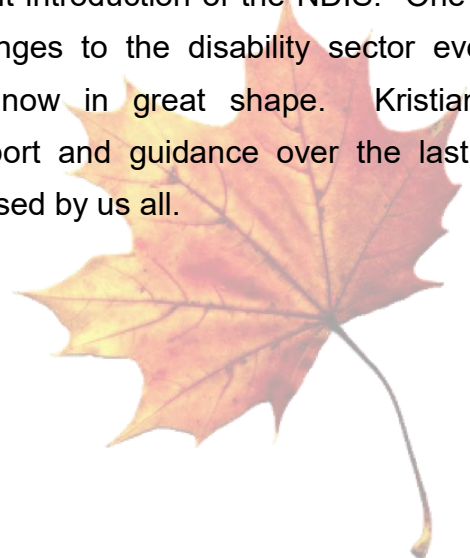 t introduction of the NDIS. One
nges to the disability sector eve
now in great shape. Kristian
port and guidance over the last
sed by us all.